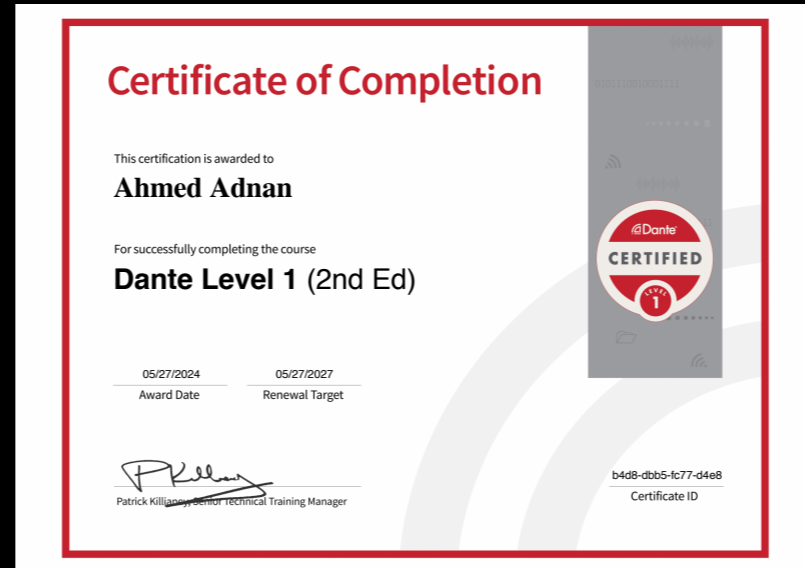 Certificate of Completion
This certification is awarded to
Ahmed Adnan
For successfully completing the course
Dante Level 1 (2nd Ed)
Dante
CERTIFIED
LEVEL
1
05/27/2024
05/27/2027
Award Date
Renewal Target
Patrick Killianey, Senior Technical Training Manager
b4d8-dbb5-fc77-d4e8
Certificate ID